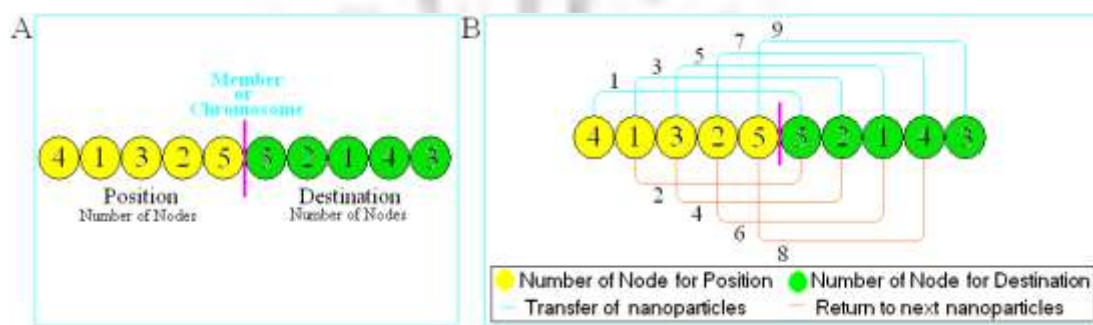 A
Member
or
Chromosome
4 1 3 2 5 5 2 1 4 3
Position
Number of Nodes
Destination
Number of Nodes
B
9
7
5
3
1
4 1 3 2 5 5 2 1 4 3
2
4
6
8
Number of Node for Position
Number of Node for Destination
Transfer of nanoparticles
Return to next nanoparticles